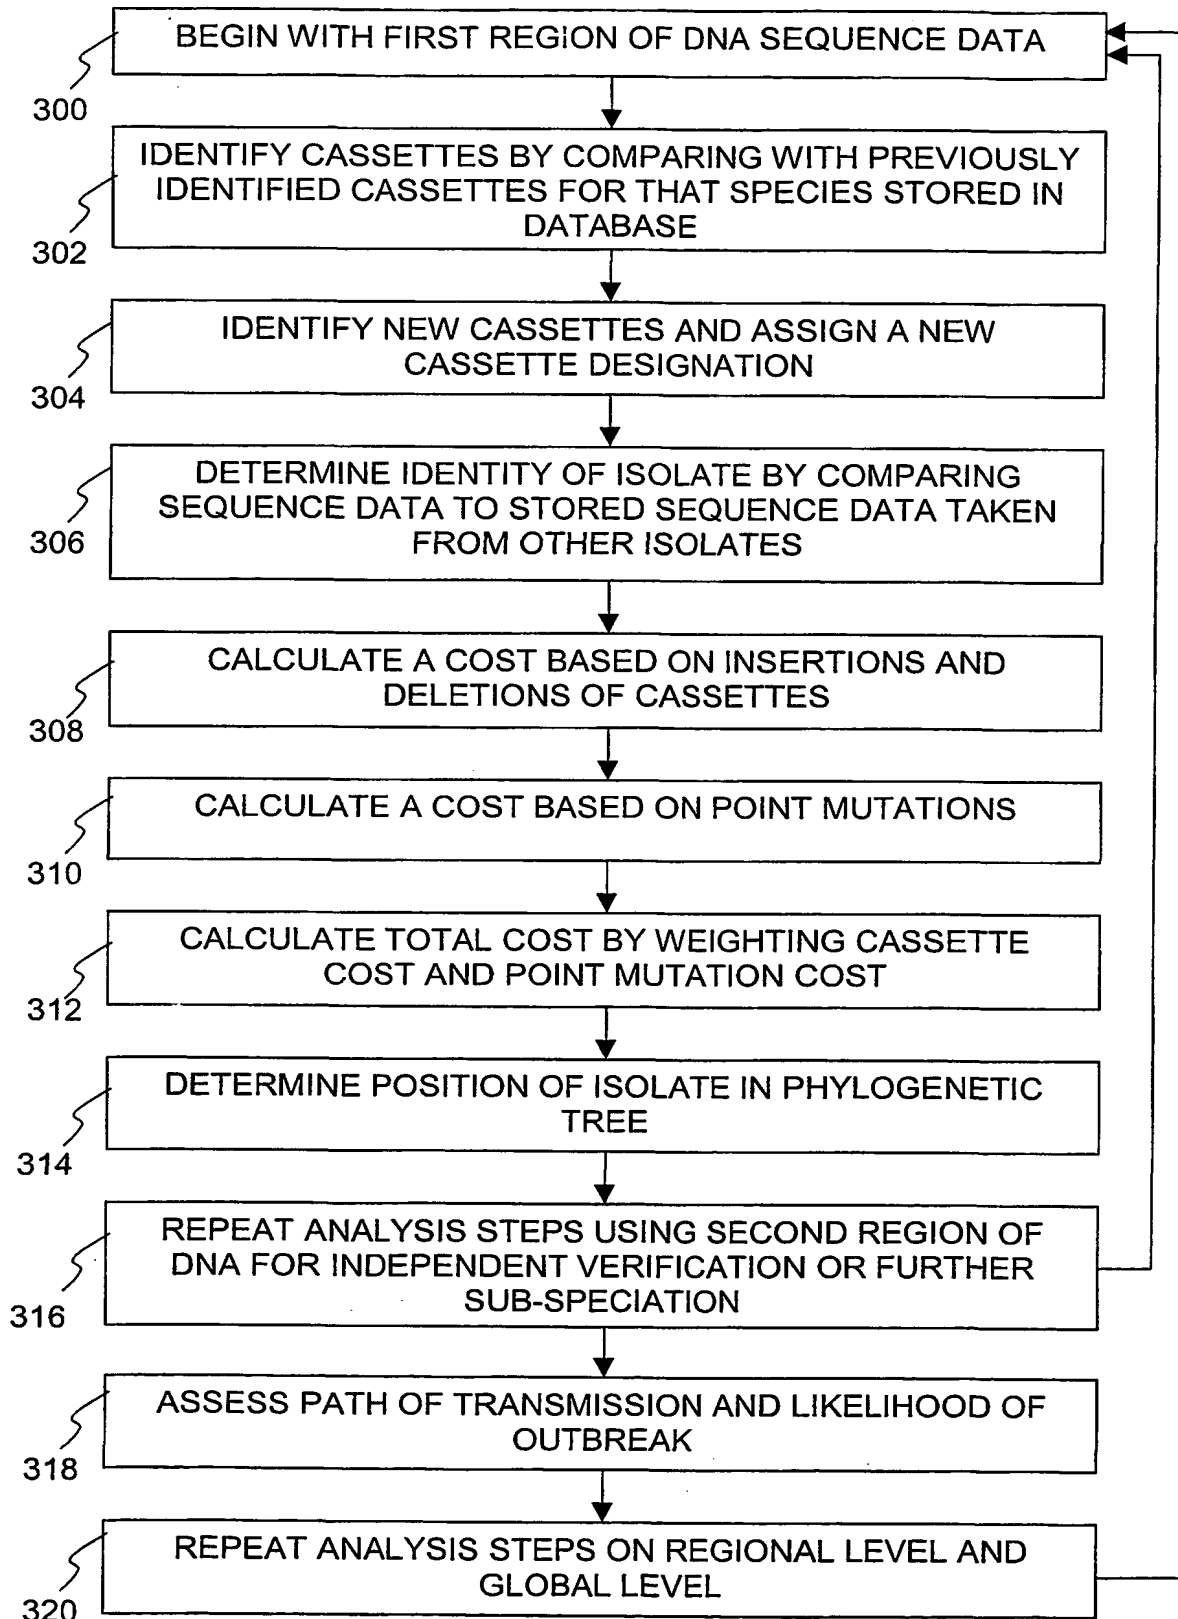 BEGIN WITH FIRST REGION OF DNA SEQUENCE DATA
300
IDENTIFY CASSETTES BY COMPARING WITH PREVIOUSLY
IDENTIFIED CASSETTES FOR THAT SPECIES STORED IN
DATABASE
302
IDENTIFY NEW CASSETTES AND ASSIGN A NEW
CASSETTE DESIGNATION
304
DETERMINE IDENTITY OF ISOLATE BY COMPARING
SEQUENCE DATA TO STORED SEQUENCE DATA TAKEN
FROM OTHER ISOLATES
306
CALCULATE A COST BASED ON INSERTIONS AND
DELETIONS OF CASSETTES
308
CALCULATE A COST BASED ON POINT MUTATIONS
310
CALCULATE TOTAL COST BY WEIGHTING CASSETTE
COST AND POINT MUTATION COST
312
DETERMINE POSITION OF ISOLATE IN PHYLOGENETIC
TREE
314
REPEAT ANALYSIS STEPS USING SECOND REGION OF
DNA FOR INDEPENDENT VERIFICATION OR FURTHER
SUB-SPECIATION
316
ASSESS PATH OF TRANSMISSION AND LIKELIHOOD OF
OUTBREAK
318
REPEAT ANALYSIS STEPS ON REGIONAL LEVEL AND
GLOBAL LEVEL
320